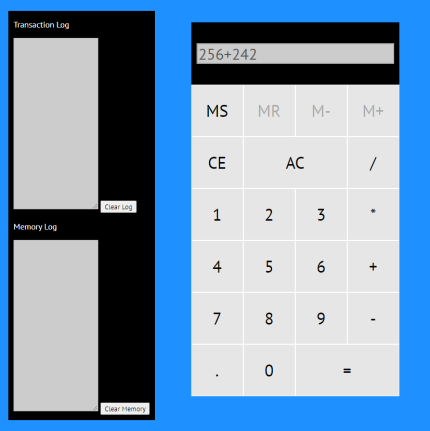 Transaction Log
Clear Log
Memory Log
Clear Memory
256+242
MS MR M- M+
CE AC /
1 2 3 *
4 5 6 +
7 8 9 -
. 0 =